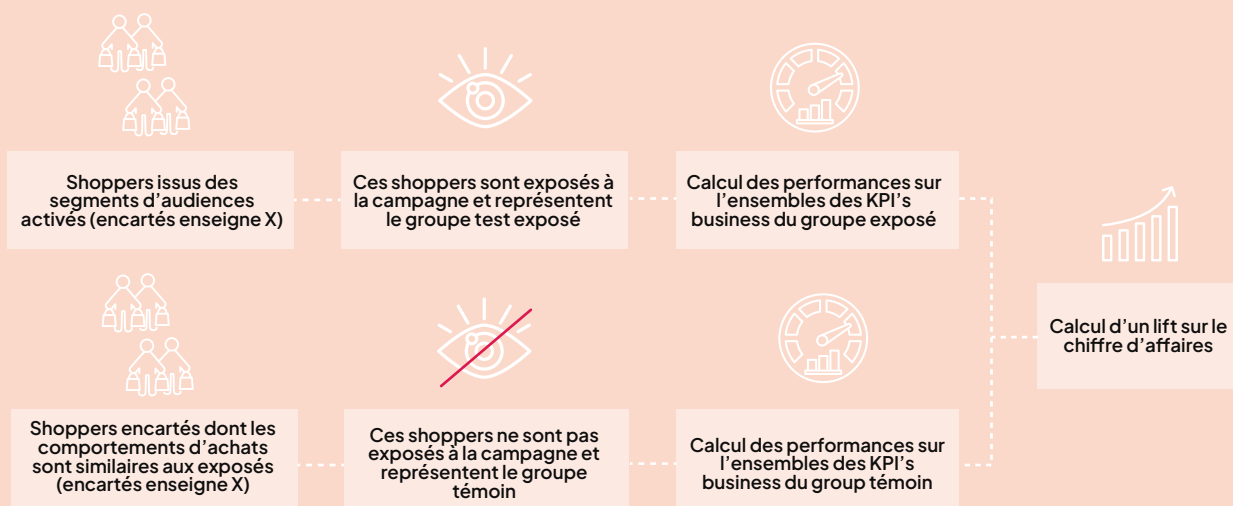 Shoppers issus des
segments d'audiences
activés (encartés enseigne X)
Ces shoppers sont exposés à
la campagne et représentent
le groupe test exposé
Calcul des performances sur
l'ensembles des KPI's
business du groupe exposé
Calcul d'un lift sur le
chiffre d'affaires
Shoppers encartés dont les
comportements d'achats
sont similaires aux exposés
(encartés enseigne X)
Ces shoppers ne sont pas
exposés à la campagne et
représentent le groupe
témoin
Calcul des performances sur
l'ensembles des KPI's
business du group témoin